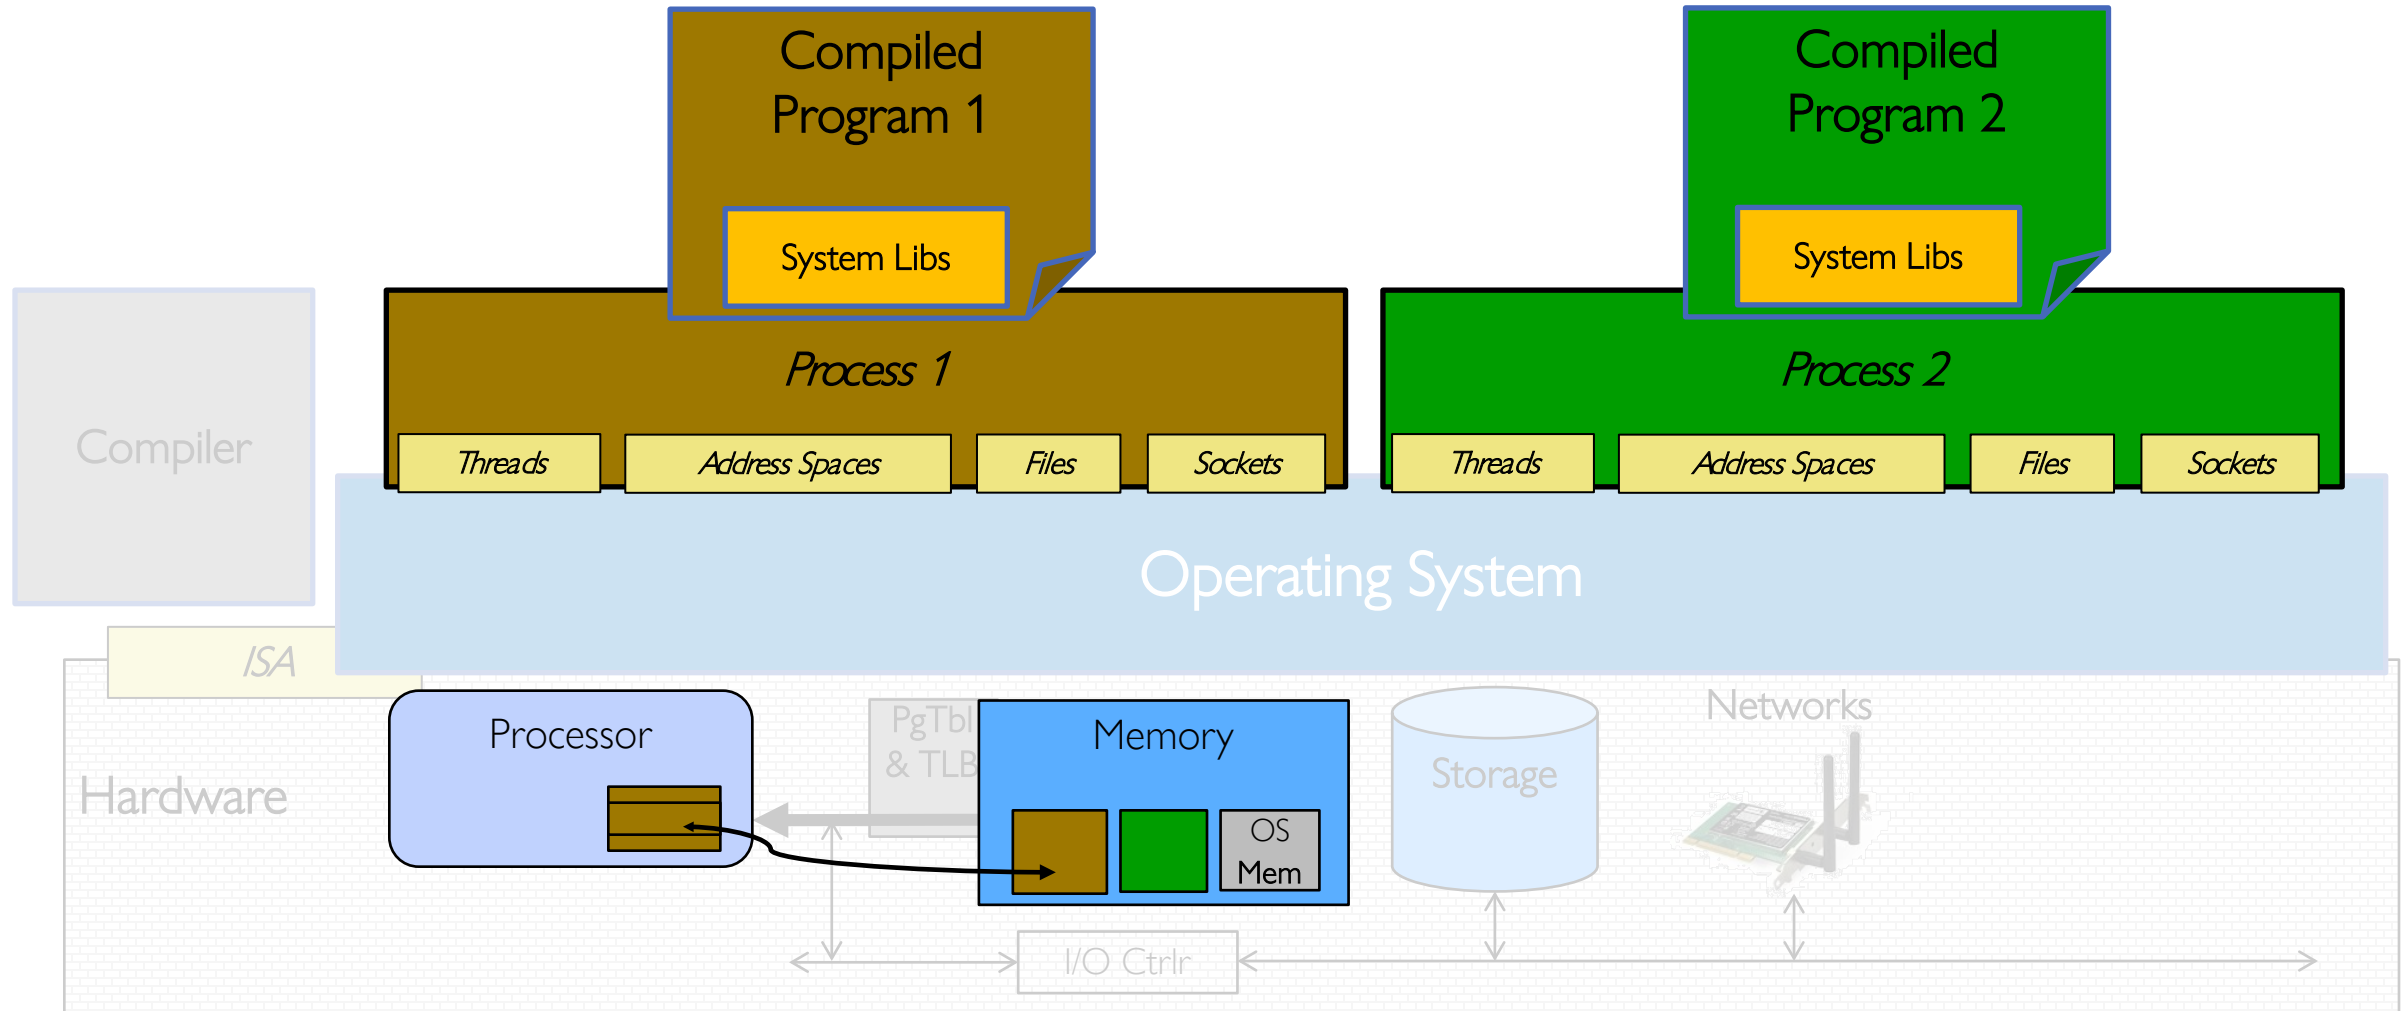 Compiled
Program 1
System Libs
Compiled
Program 2
System Libs
Compiler
Process 1
Threads
Address Spaces
Files
Sockets
Process 2
Threads
Address Spaces
Files
Sockets
Operating System
ISA
Hardware
Processor
PgTbl
& TLB
Memory
OS
Mem
Storage
Networks
I/O Ctrlr